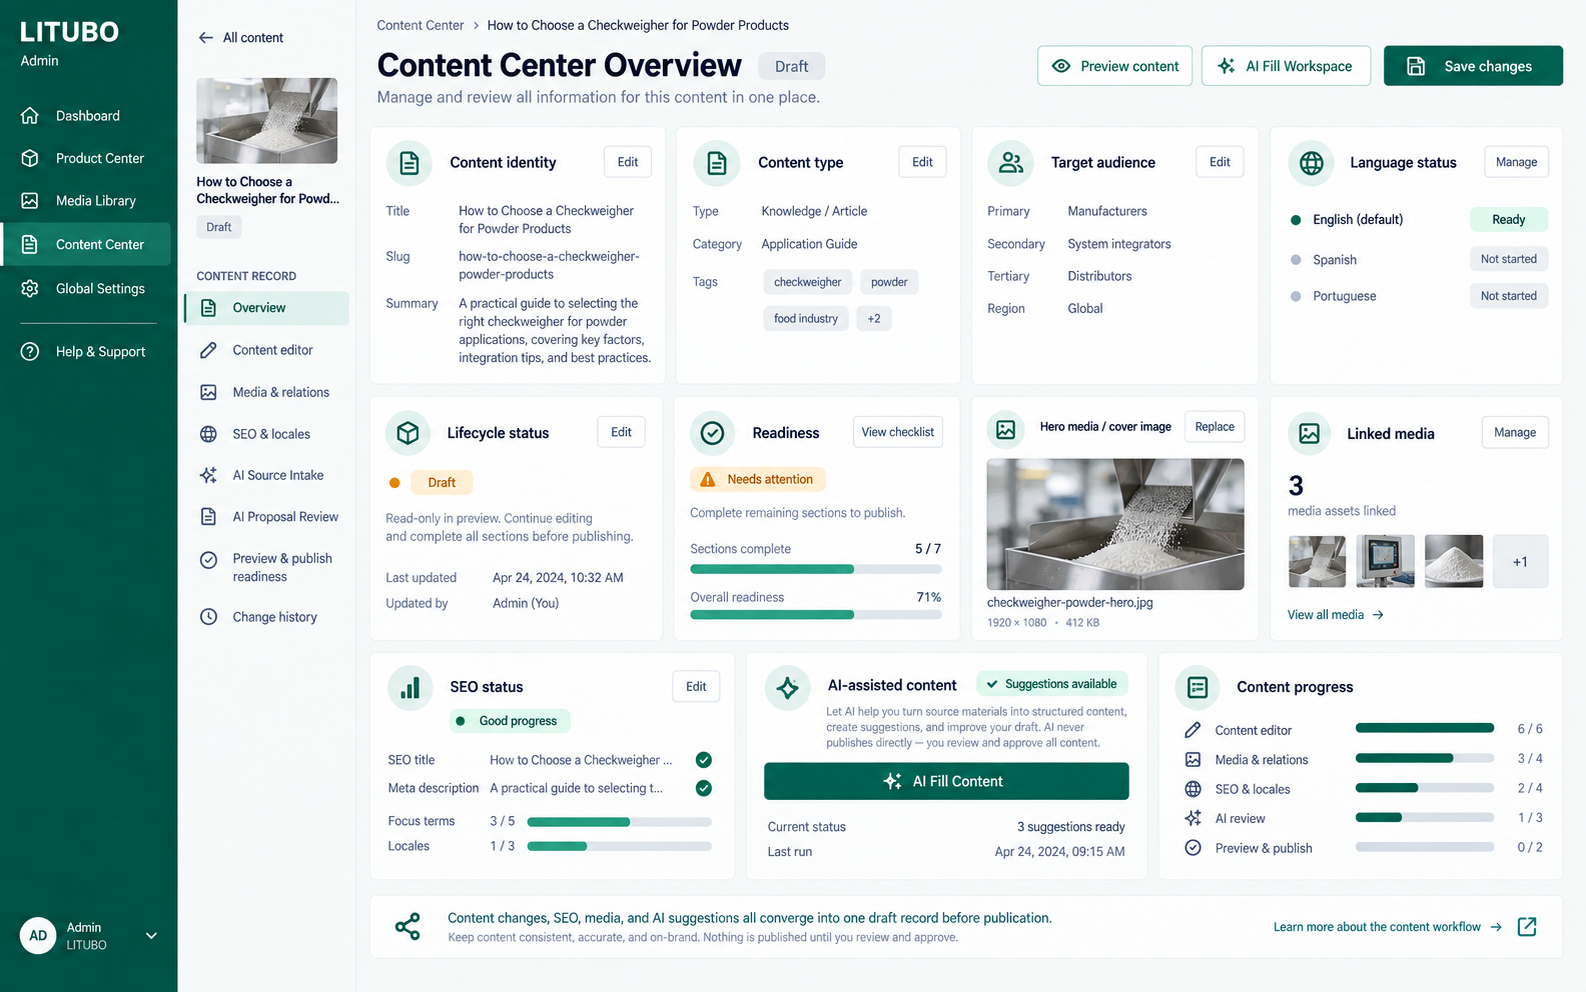 LITUBO
Admin
Dashboard
Product Center
Media Library
Content Center
Global Settings
Help & Support
AD
Admin
LITUBO
All content
How to Choose a
Checkweigher for Powd...
Draft
CONTENT RECORD
Overview
Content editor
Media & relations
SEO & locales
AI Source Intake
AI Proposal Review
Preview & publish
readiness
Change history
Content Center > How to Choose a Checkweigher for Powder Products
Content Center Overview Draft
Manage and review all information for this content in one place.
Preview content
AI Fill Workspace
Save changes
Content identity Edit
Title How to Choose a Checkweigher
for Powder Products
Slug how-to-choose-a-checkweigher-
powder-products
Summary A practical guide to selecting the
right checkweigher for powder
applications, covering key factors,
integration tips, and best practices.
Content type Edit
Type Knowledge / Article
Category Application Guide
Tags checkweigher powder
food industry +2
Target audience Edit
Primary Manufacturers
Secondary System integrators
Tertiary Distributors
Region Global
Language status Manage
English (default) Ready
Spanish Not started
Portuguese Not started
Lifecycle status Edit
Draft
Read-only in preview. Continue editing
and complete all sections before publishing.
Last updated Apr 24, 2024, 10:32 AM
Updated by Admin (You)
Readiness View checklist
Needs attention
Complete remaining sections to publish.
Sections complete 5 / 7
Overall readiness 71%
Hero media / cover image Replace
checkweigher-powder-hero.jpg
1920 × 1080 • 412 KB
Linked media Manage
3
media assets linked
+1
View all media →
SEO status Edit
Good progress
SEO title How to Choose a Checkweigher ...
Meta description A practical guide to selecting t...
Focus terms 3 / 5
Locales 1 / 3
AI-assisted content Suggestions available
Let AI help you turn source materials into structured content,
create suggestions, and improve your draft. AI never
publishes directly — you review and approve all content.
AI Fill Content
Current status 3 suggestions ready
Last run Apr 24, 2024, 09:15 AM
Content progress
Content editor 6 / 6
Media & relations 3 / 4
SEO & locales 2 / 4
AI review 1 / 3
Preview & publish 0 / 2
Content changes, SEO, media, and AI suggestions all converge into one draft record before publication.
Keep content consistent, accurate, and on-brand. Nothing is published until you review and approve.
Learn more about the content workflow →